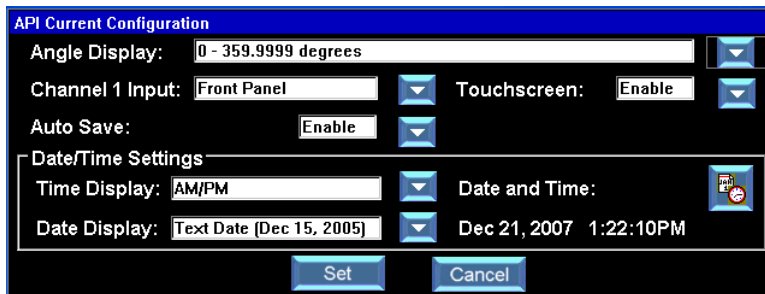 API Current Configuration
Angle Display: 0 - 359.9999 degrees
Channel 1 Input: Front Panel Touchscreen: Enable
Auto Save: Enable
Date/Time Settings
Time Display: AM/PM Date and Time:
Date Display: Text Date (Dec 15, 2005) Dec 21, 2007 1:22:10PM
Set Cancel